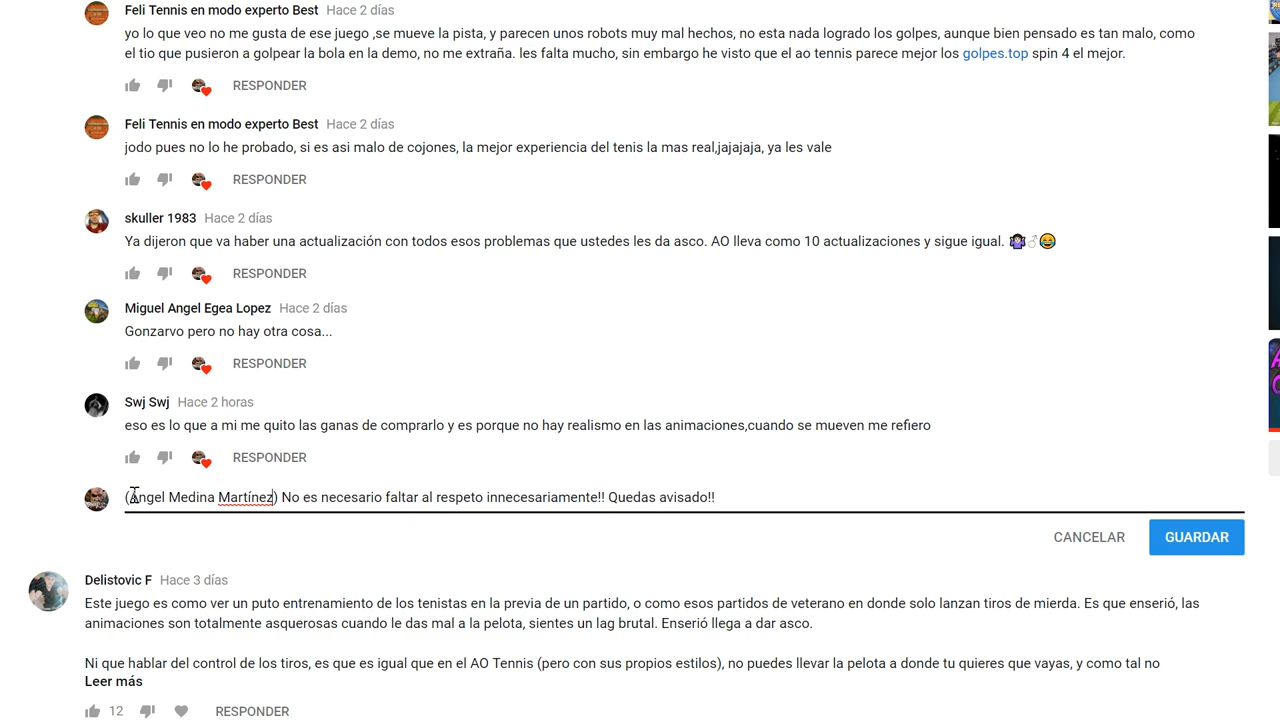 Feli Tennis en modo experto Best Hace 2 días
yo lo que veo no me gusta de ese juego ,se mueve la pista, y parecen unos robots muy mal hechos, no esta nada logrado los golpes, aunque bien pensado es tan malo, como
el tio que pusieron a golpear la bola en la demo, no me extraña. les falta mucho, sin embargo he visto que el ao tennis parece mejor los golpes.top spin 4 el mejor.
RESPONDER
Feli Tennis en modo experto Best Hace 2 días
jodo pues no lo he probado, si es asi malo de cojones, la mejor experiencia del tenis la mas real,jajajaja, ya les vale
RESPONDER
skuller 1983 Hace 2 días
Ya dijeron que va haber una actualización con todos esos problemas que ustedes les da asco. AO lleva como 10 actualizaciones y sigue igual. 🤷🏻♂😂
RESPONDER
Miguel Angel Egea Lopez Hace 2 días
Gonzarvo pero no hay otra cosa...
RESPONDER
Swj Swj Hace 2 horas
eso es lo que a mi me quito las ganas de comprarlo y es porque no hay realismo en las animaciones,cuando se mueven me refiero
RESPONDER
(Ángel Medina Martínez) No es necesario faltar al respeto innecesariamente!! Quedas avisado!!
CANCELAR GUARDAR
Delistovic F Hace 3 días
Este juego es como ver un puto entrenamiento de los tenistas en la previa de un partido, o como esos partidos de veterano en donde solo lanzan tiros de mierda. Es que enserió, las
animaciones son totalmente asquerosas cuando le das mal a la pelota, sientes un lag brutal. Enserió llega a dar asco.
Ni que hablar del control de los tiros, es que es igual que en el AO Tennis (pero con sus propios estilos), no puedes llevar la pelota a donde tu quieres que vayas, y como tal no
Leer más
12 RESPONDER